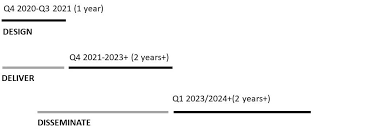 Q4 2020-Q3 2021 (1 year)
DESIGN
Q4 2021-2023+ (2 years+)
DELIVER
Q1 2023/2024+(2 years+)
DISSEMINATE